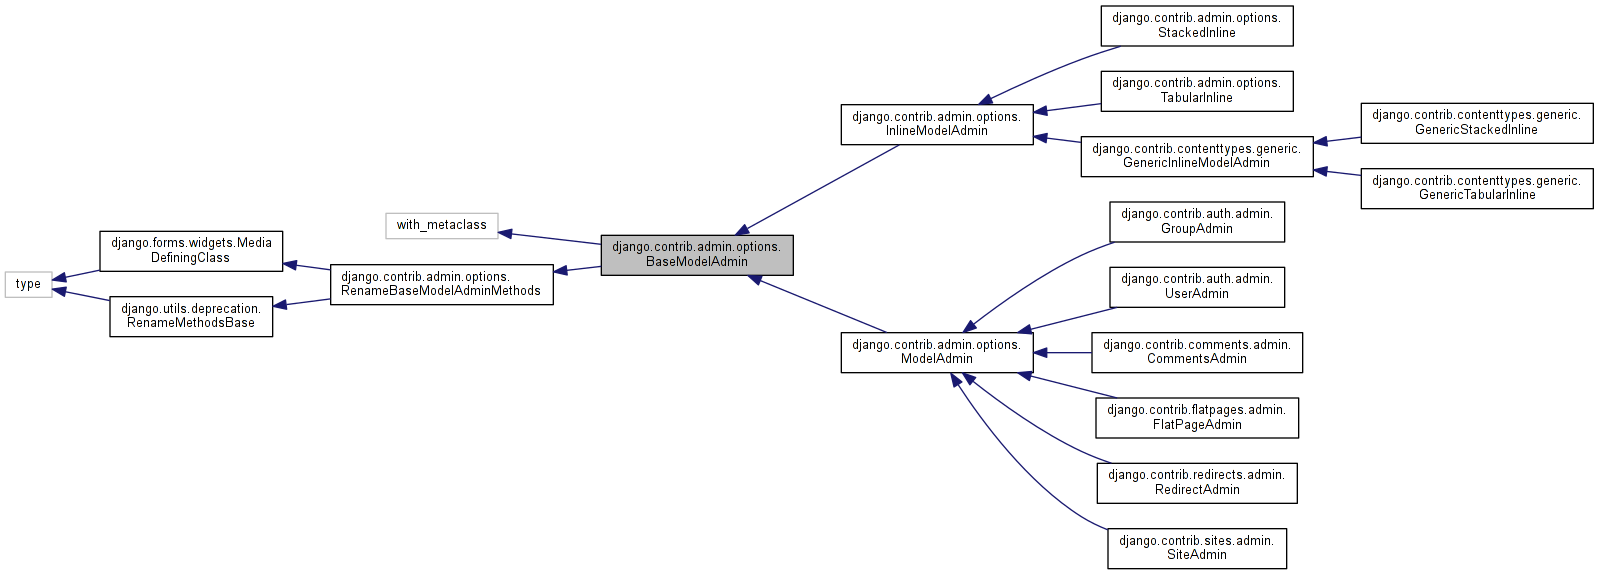 django.contrib.admin.options.
StackedInline
django.contrib.admin.options.
TabularInline
django.contrib.admin.options.
InlineModelAdmin
django.contrib.contenttypes.generic.
GenericStackedInline
django.contrib.contenttypes.generic.
GenericInlineModelAdmin
django.contrib.contenttypes.generic.
GenericTabularInline
with_metaclass
django.contrib.auth.admin.
GroupAdmin
django.forms.widgets.Media
DefiningClass
django.contrib.admin.options.
BaseModelAdmin
type
django.contrib.admin.options.
RenameBaseModelAdminMethods
django.contrib.auth.admin.
UserAdmin
django.utils.deprecation.
RenameMethodsBase
django.contrib.admin.options.
ModelAdmin
django.contrib.comments.admin.
CommentsAdmin
django.contrib.flatpages.admin.
FlatPageAdmin
django.contrib.redirects.admin.
RedirectAdmin
django.contrib.sites.admin.
SiteAdmin